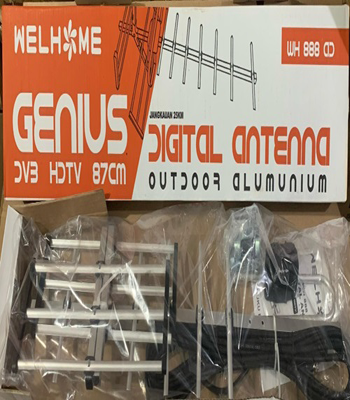 WELHOME
GENIUS
DVB HDTV 87CM
WH 888 CD
JANGKAUAN 25KM
DIGITAL ANTENNA
OUTDOOR ALUMUNIUM